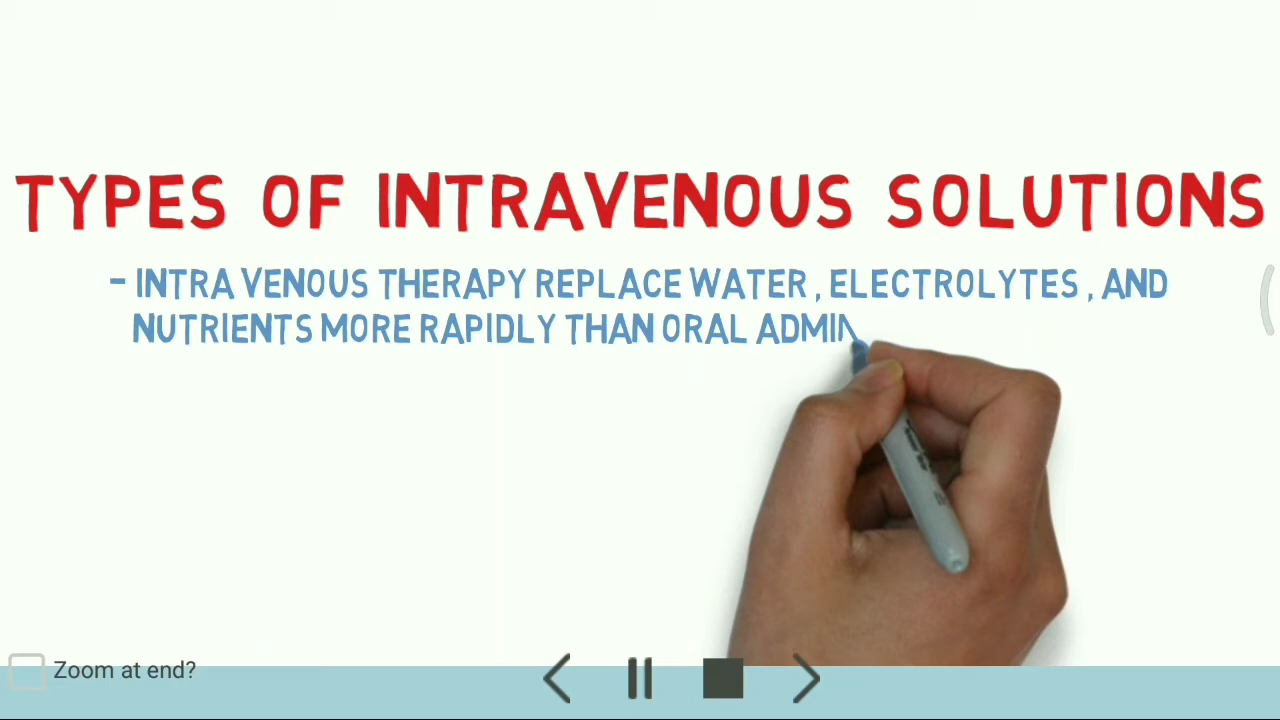 TYPES OF INTRAVENOUS SOLUTIONS
- INTRA VENOUS THERAPY REPLACE WATER , ELECTROLYTES , AND
NUTRIENTS MORE RAPIDLY THAN ORAL ADMIN
Zoom at end?